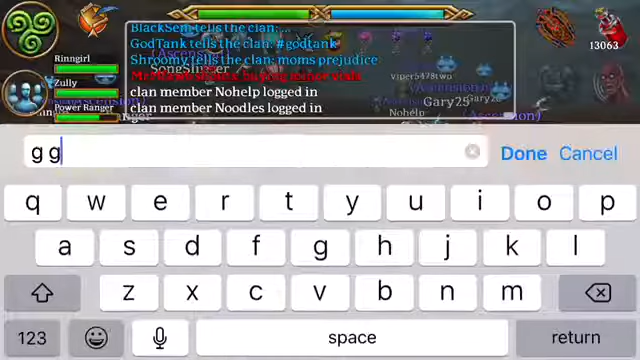 BlackSem tells the clan: ...
GodTank tells the clan: #godtank
Shroomy tells the clan: moms prejudice
clan member Nohelp logged in
clan member Noodles logged in
Rinngirl
Zully
Power Ranger
viper5478two
Gary25
Nohelp
13063
g g
Done
Cancel
q w e r t y u i o p
a s d f g h j k l
z x c v b n m
123
space
return